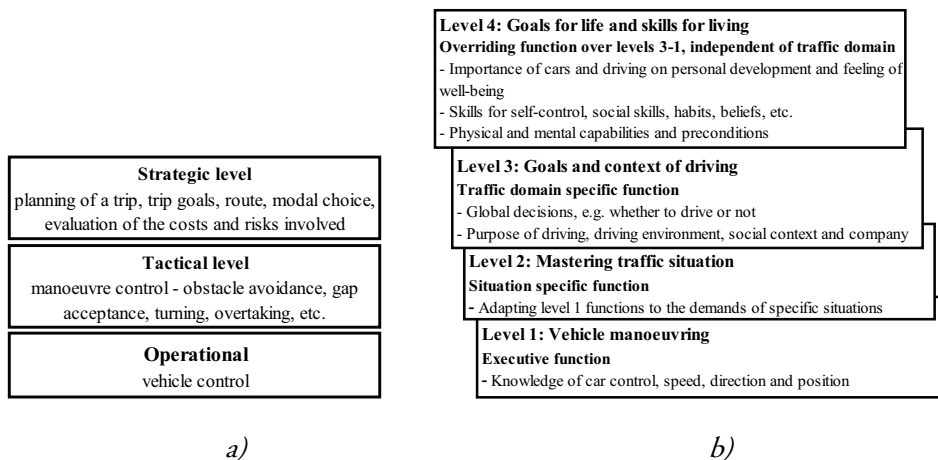 Strategic level
planning of a trip, trip goals, route, modal choice,
evaluation of the costs and risks involved
Tactical level
manoeuvre control - obstacle avoidance, gap
acceptance, turning, overtaking, etc.
Operational
vehicle control
a)
Level 4: Goals for life and skills for living
Overriding function over levels 3-1, independent of traffic domain
- Importance of cars and driving on personal development and feeling of
well-being
- Skills for self-control, social skills, habits, beliefs, etc.
- Physical and mental capabilities and preconditions
Level 3: Goals and context of driving
Traffic domain specific function
- Global decisions, e.g. whether to drive or not
- Purpose of driving, driving environment, social context and company
Level 2: Mastering traffic situation
Situation specific function
- Adapting level 1 functions to the demands of specific situations
Level 1: Vehicle manoeuvring
Executive function
- Knowledge of car control, speed, direction and position
b)